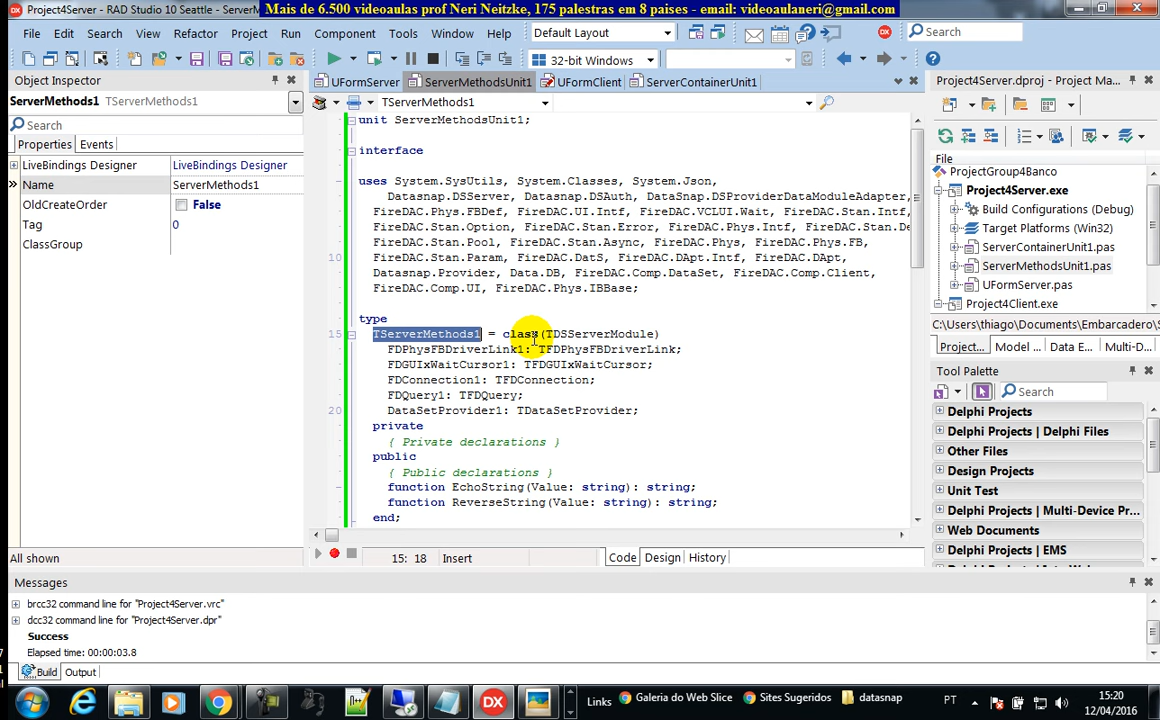 Project4Server - RAD Studio 10 Seattle - ServerM
Mais de 6.500 videoaulas prof Neri Neitzke, 175 palestras em 8 paises - email: videoaulaneri@gmail.com
File Edit Search View Refactor Project Run Component Tools Window Help
Default Layout
Search
32-bit Windows
Object Inspector
ServerMethods1 TServerMethods1
Search
Properties Events
LiveBindings Designer LiveBindings Designer
Name ServerMethods1
OldCreateOrder False
Tag 0
ClassGroup
All shown
UFormServer ServerMethodsUnit1 UFormClient ServerContainerUnit1
TServerMethods1
unit ServerMethodsUnit1;
interface
uses System.SysUtils, System.Classes, System.Json,
Datasnap.DSServer, Datasnap.DSAuth, DataSnap.DSProviderDataModuleAdapter,
FireDAC.Phys.FBDef, FireDAC.UI.Intf, FireDAC.VCLUI.Wait, FireDAC.Stan.Intf,
FireDAC.Stan.Option, FireDAC.Stan.Error, FireDAC.Phys.Intf, FireDAC.Stan.De
FireDAC.Stan.Pool, FireDAC.Stan.Async, FireDAC.Phys, FireDAC.Phys.FB,
10 FireDAC.Stan.Param, FireDAC.DatS, FireDAC.DApt.Intf, FireDAC.DApt,
Datasnap.Provider, Data.DB, FireDAC.Comp.DataSet, FireDAC.Comp.Client,
FireDAC.Comp.UI, FireDAC.Phys.IBBase;
type
15 TServerMethods1 = class(TDSServerModule)
FDPhysFBDriverLink1: TFDPhysFBDriverLink;
FDGUIxWaitCursor1: TFDGUIxWaitCursor;
FDConnection1: TFDConnection;
FDQuery1: TFDQuery;
20 DataSetProvider1: TDataSetProvider;
private
{ Private declarations }
public
{ Public declarations }
function EchoString(Value: string): string;
function ReverseString(Value: string): string;
end;
15: 18 Insert
Code Design History
Project4Server.dproj - Project Ma...
File
ProjectGroup4Banco
Project4Server.exe
Build Configurations (Debug)
Target Platforms (Win32)
ServerContainerUnit1.pas
ServerMethodsUnit1.pas
UFormServer.pas
Project4Client.exe
C:\Users\thiago\Documents\Embarcadero\
Project... Model ... Data E... Multi-D...
Tool Palette
Search
Delphi Projects
Delphi Projects | Delphi Files
Other Files
Design Projects
Unit Test
Delphi Projects | Multi-Device Pr...
Web Documents
Delphi Projects | EMS
Messages
brcc32 command line for "Project4Server.vrc"
dcc32 command line for "Project4Server.dpr"
Success
Elapsed time: 00:00:03.8
Build Output
Links Galeria do Web Slice Sites Sugeridos datasnap
PT
15:20
12/04/2016